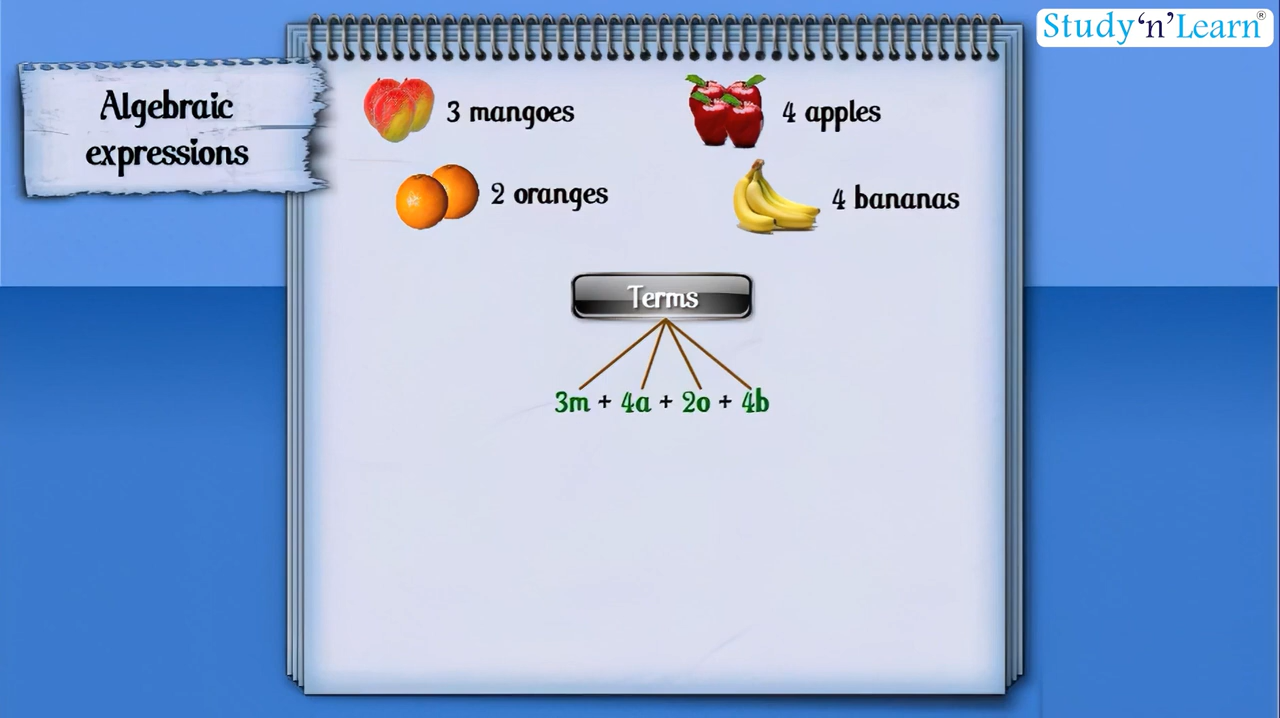 Study‘n’Learn®
Algebraic
expressions
3 mangoes
4 apples
2 oranges
4 bananas
Terms
3m + 4a + 2o + 4b